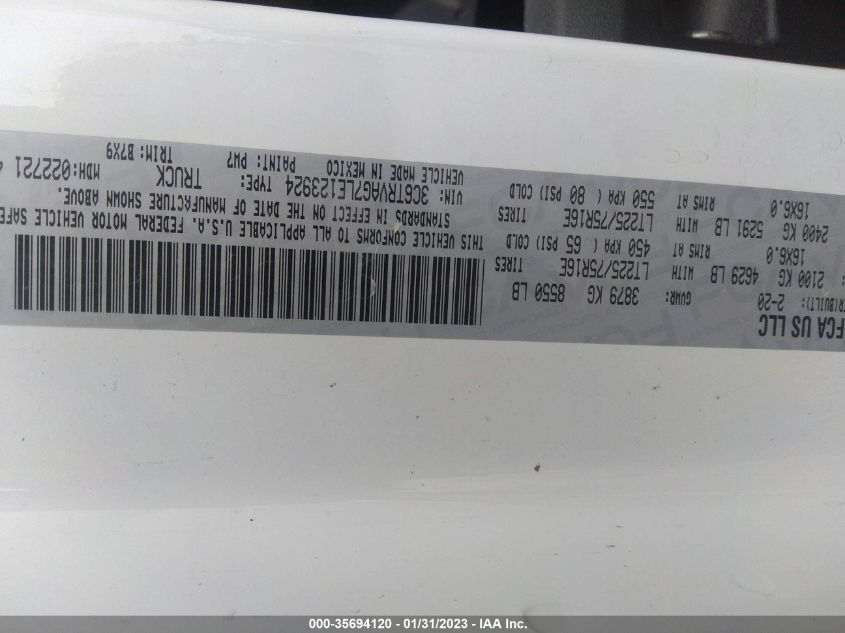 FCA US LLC
TR(BUILT): 2-20 GVWR: 3879 KG 8550 LB
2100 KG 4629 LB WITH LT225/75R16E TIRES
16X6.0 RIMS AT 450 KPA ( 65 PSI) COLD
2400 KG 5291 LB WITH LT225/75R16E TIRES
16X6.0 RIMS AT 550 KPA ( 80 PSI) COLD
THIS VEHICLE CONFORMS TO ALL APPLICABLE U.S.A. FEDERAL MOTOR VEHICLE SAFE
STANDARDS IN EFFECT ON THE DATE OF MANUFACTURE SHOWN ABOVE.
VIN: 3C6TRVAG7LE123924 TYPE: TRUCK MDH:022721
VEHICLE MADE IN MEXICO PAINT: PW7 TRIM: B7X9
000-35694120 - 01/31/2023 - IAA Inc.